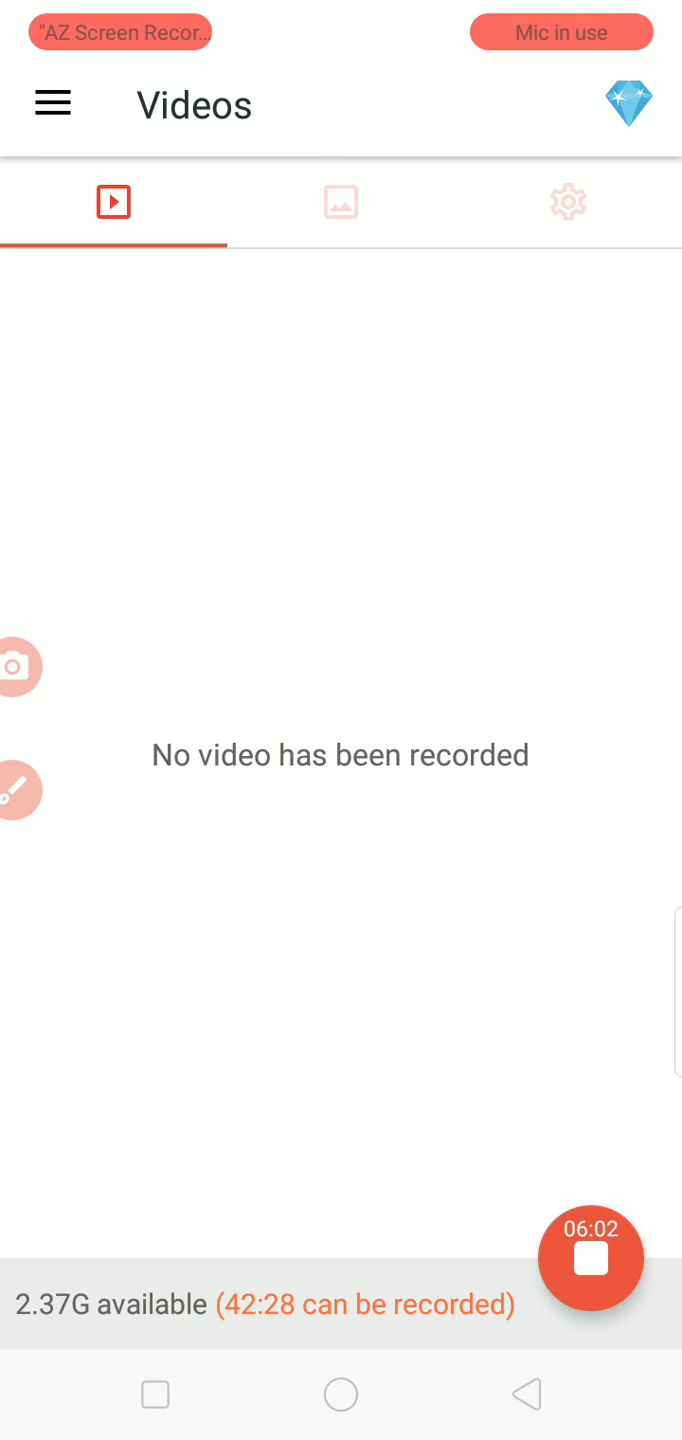 "AZ Screen Recor...
Mic in use
Videos
No video has been recorded
06:02
2.37G available (42:28 can be recorded)